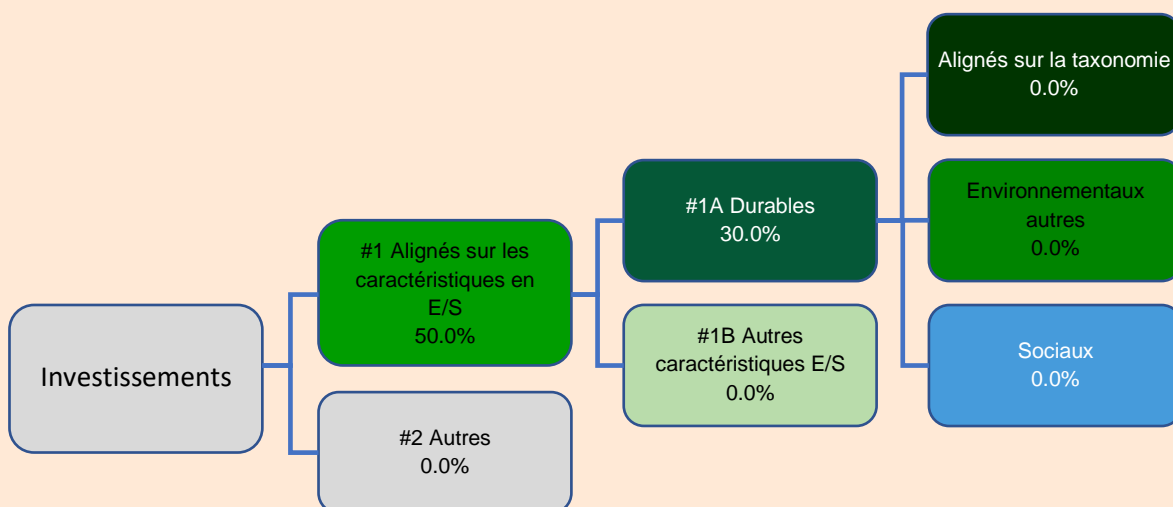 Investissements
#1 Alignés sur les
caractéristiques en
E/S
50.0%
#2 Autres
0.0%
#1A Durables
30.0%
#1B Autres
caractéristiques E/S
0.0%
Alignés sur la taxonomie
0.0%
Environnementaux
autres
0.0%
Sociaux
0.0%